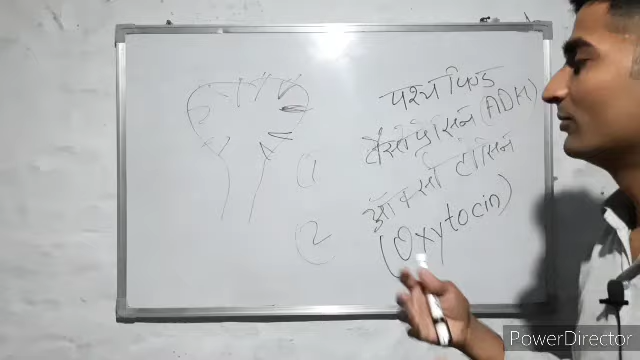 पश्च पिण्ड
(1 वैसोप्रेसिन (ADH)
(2 ऑक्सीटोसिन
(Oxytocin)
PowerDirector